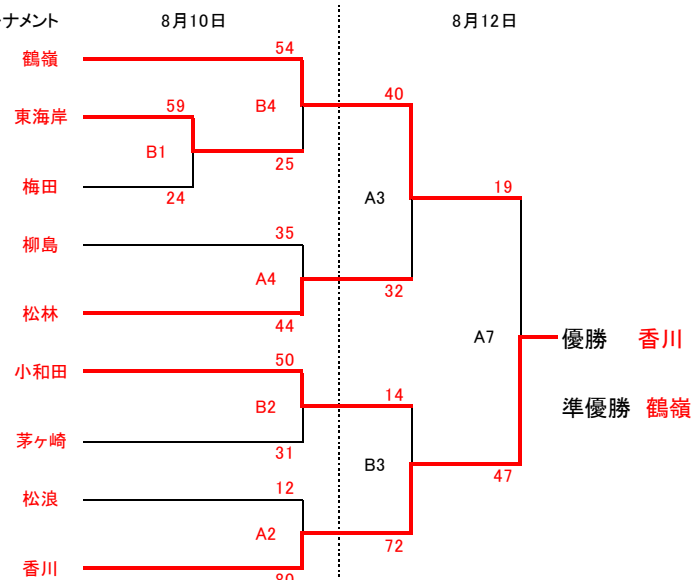 ーナメント 8月10日 8月12日
鶴嶺 54
40
東海岸 59 B4
B1 25
梅田 24 A3 19
柳島 35
A4 32
松林 44
A7 優勝 香川
小和田 50
B2 14 準優勝 鶴嶺
茅ヶ崎 31
B3 47
松浪 12
A2 72
香川